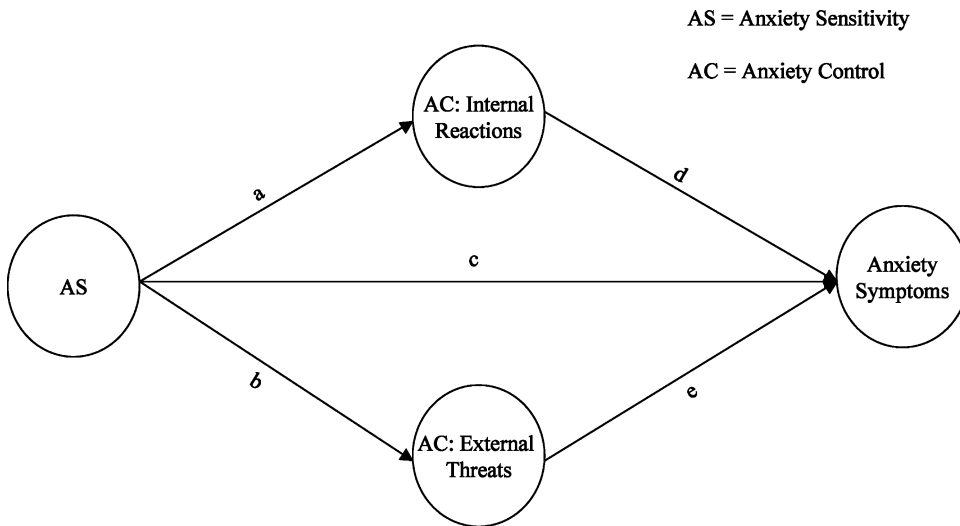 AS = Anxiety Sensitivity
AC = Anxiety Control
AC: Internal
Reactions
a
d
AS
c
Anxiety
Symptoms
b
e
AC: External
Threats